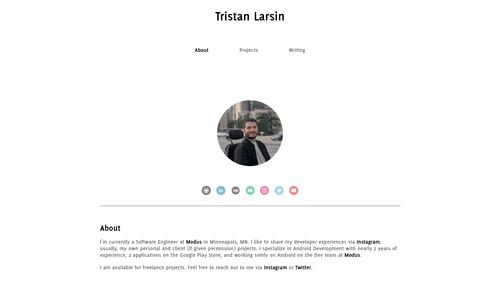 Tristan Larsin
About Projects Writing
About
I'm currently a Software Engineer at Modus in Minneapolis, MN. I like to share my developer experiences via Instagram,
usually, my own personal and client (if given permission) projects. I specialize in Android Development with nearly 2 years of
experience, 2 applications on the Google Play Store, and working solely on Android on the Dev team at Modus.
I am available for freelance projects. Feel free to reach out to me via Instagram or Twitter.